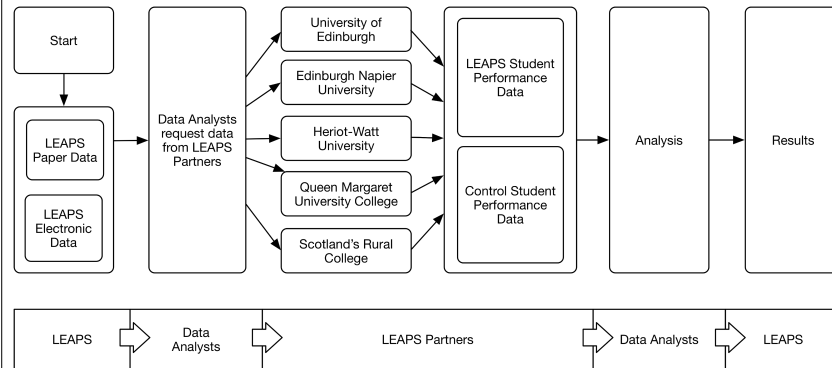 Start
LEAPS
Paper Data
LEAPS
Electronic
Data
Data Analysts
request data
from LEAPS
Partners
University of
Edinburgh
Edinburgh Napier
University
Heriot-Watt
University
Queen Margaret
University College
Scotland's Rural
College
LEAPS Student
Performance
Data
Control Student
Performance
Data
Analysis
Results
LEAPS
Data
Analysts
LEAPS Partners
Data Analysts
LEAPS